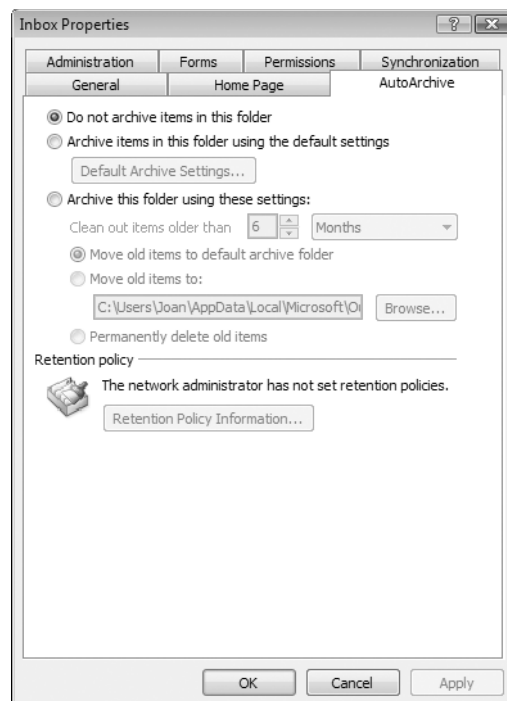 Inbox Properties
Administration Forms Permissions Synchronization
General Home Page AutoArchive
Do not archive items in this folder
Archive items in this folder using the default settings
Default Archive Settings...
Archive this folder using these settings:
Clean out items older than 6 Months
Move old items to default archive folder
Move old items to:
C:\Users\Joan\AppData\Local\Microsoft\O Browse...
Permanently delete old items
Retention policy
The network administrator has not set retention policies.
Retention Policy Information...
OK Cancel Apply